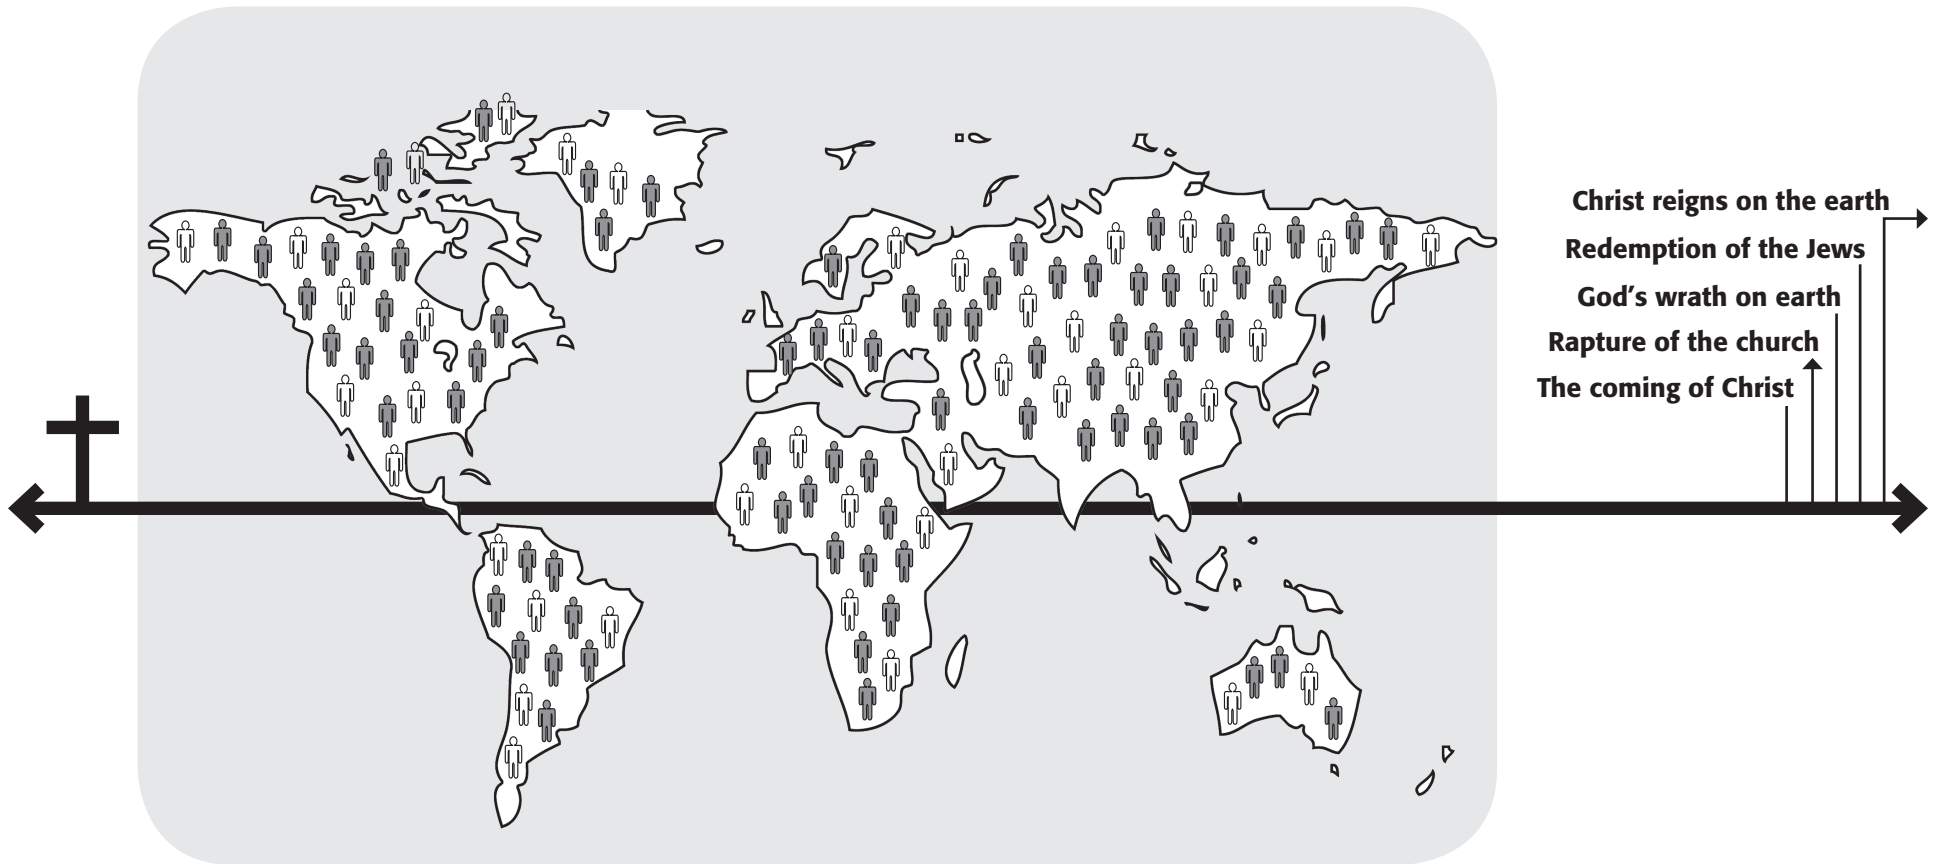 Christ reigns on the earth
Redemption of the Jews
God’s wrath on earth
Rapture of the church
The coming of Christ